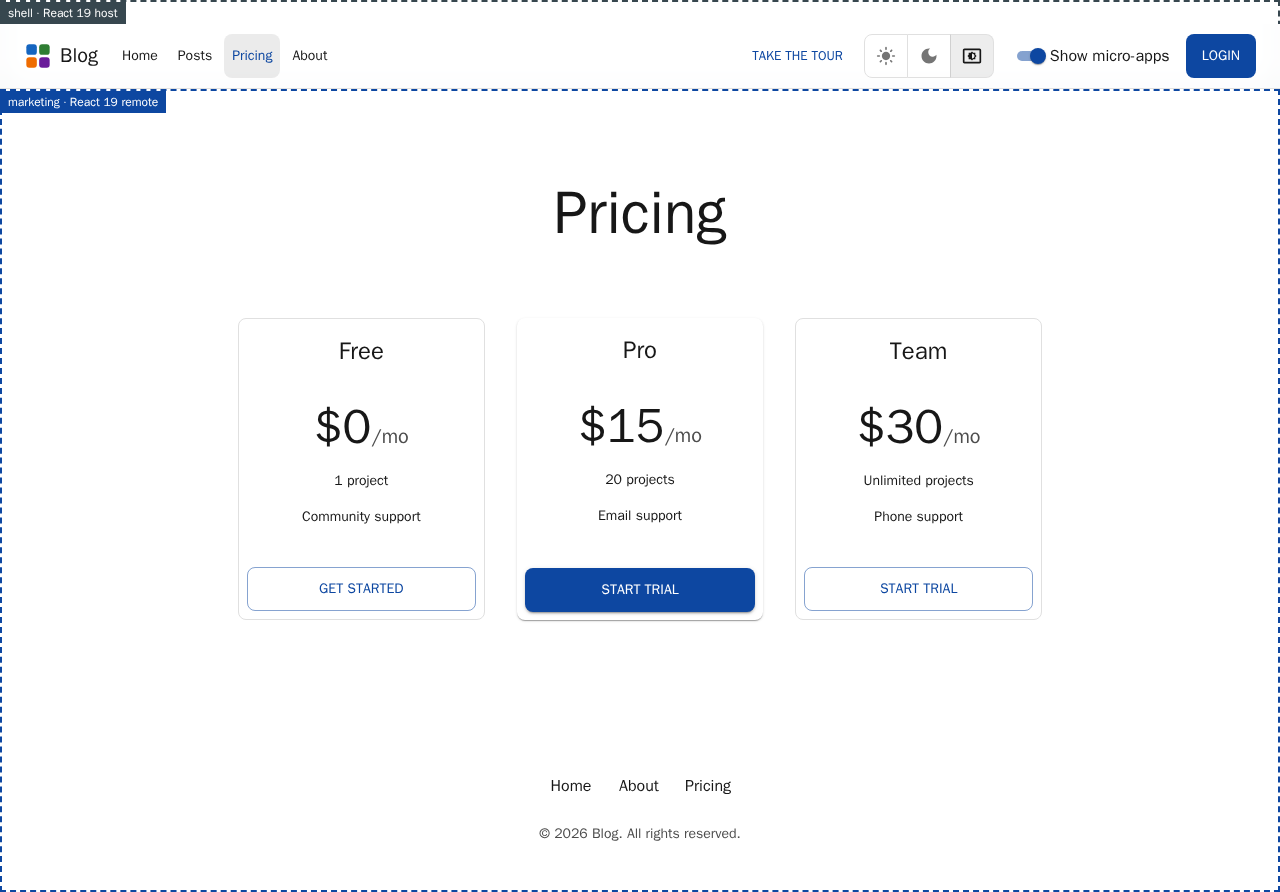 shell · React 19 host
Blog Home Posts Pricing About TAKE THE TOUR Show micro-apps LOGIN
marketing · React 19 remote
Pricing
Free
$0/mo
1 project
Community support
GET STARTED
Pro
$15/mo
20 projects
Email support
START TRIAL
Team
$30/mo
Unlimited projects
Phone support
START TRIAL
Home About Pricing
© 2026 Blog. All rights reserved.